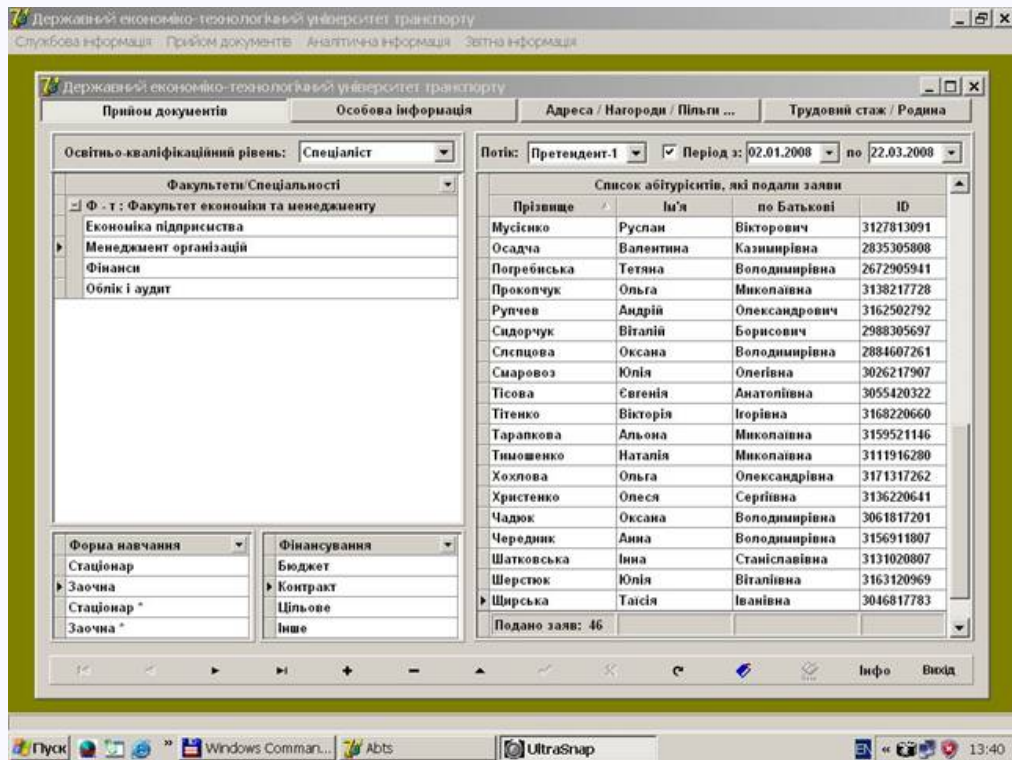 Державний економіко-технологічний університет транспорту
Службова інформація Прийом документів Аналітична інформація Звітна інформація
Державний економіко-технологічний університет транспорту
Прийом документів Особова інформація Адреса / Нагороди / Пільги ... Трудовий стаж / Родина
Освітньо-кваліфікаційний рівень: Спеціаліст
Потік: Претендент-1 Період з: 02.01.2008 по 22.03.2008
Факультети/Спеціальності
Ф - т : Факультет економіки та менеджменту
Економіка підприємства
Менеджмент організацій
Фінанси
Облік і аудит
Форма навчання
Стаціонар
Заочна
Стаціонар *
Заочна *
Фінансування
Бюджет
Контракт
Цільове
Інше
Список абітурієнтів, які подали заяви
Прізвище Ім'я по Батькові ID
Мусієнко Руслан Вікторович 3127813091
Осадча Валентина Казимирівна 2835305808
Погребиська Тетяна Володимирівна 2672905941
Прокопчук Ольга Миколаївна 3138217728
Рупчев Андрій Олександрович 3162502792
Сидорчук Віталій Борисович 2988305697
Слєпцова Оксана Володимирівна 2884607261
Смаровоз Юлія Олегівна 3026217907
Тісова Євгенія Анатоліївна 3055420322
Тітенко Вікторія Ігорівна 3168220660
Тарапкова Альона Миколаївна 3159521146
Тимошенко Наталія Миколаївна 3111916280
Хохлова Ольга Олександрівна 3171317262
Христенко Олеся Сергіївна 3136220641
Чадюк Оксана Володимирівна 3061817201
Чередник Анна Володимирівна 3156911807
Шатковська Інна Станіславівна 3131020807
Шерстюк Юлія Віталіївна 3163120969
Щирська Таїсія Іванівна 3046817783
Подано заяв: 46
Інфо Вихід
Пуск » Windows Comman... Abts UltraSnap EN « 13:40